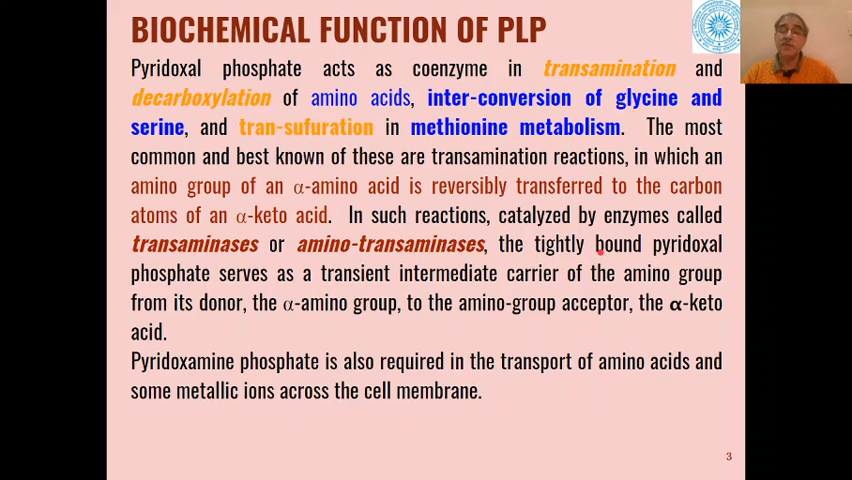 BIOCHEMICAL FUNCTION OF PLP
Pyridoxal phosphate acts as coenzyme in transamination and
decarboxylation of amino acids, inter-conversion of glycine and
serine, and tran-sufuration in methionine metabolism. The most
common and best known of these are transamination reactions, in which an
amino group of an α-amino acid is reversibly transferred to the carbon
atoms of an α-keto acid. In such reactions, catalyzed by enzymes called
transaminases or amino-transaminases, the tightly bound pyridoxal
phosphate serves as a transient intermediate carrier of the amino group
from its donor, the α-amino group, to the amino-group acceptor, the α-keto
acid.
Pyridoxamine phosphate is also required in the transport of amino acids and
some metallic ions across the cell membrane.
3